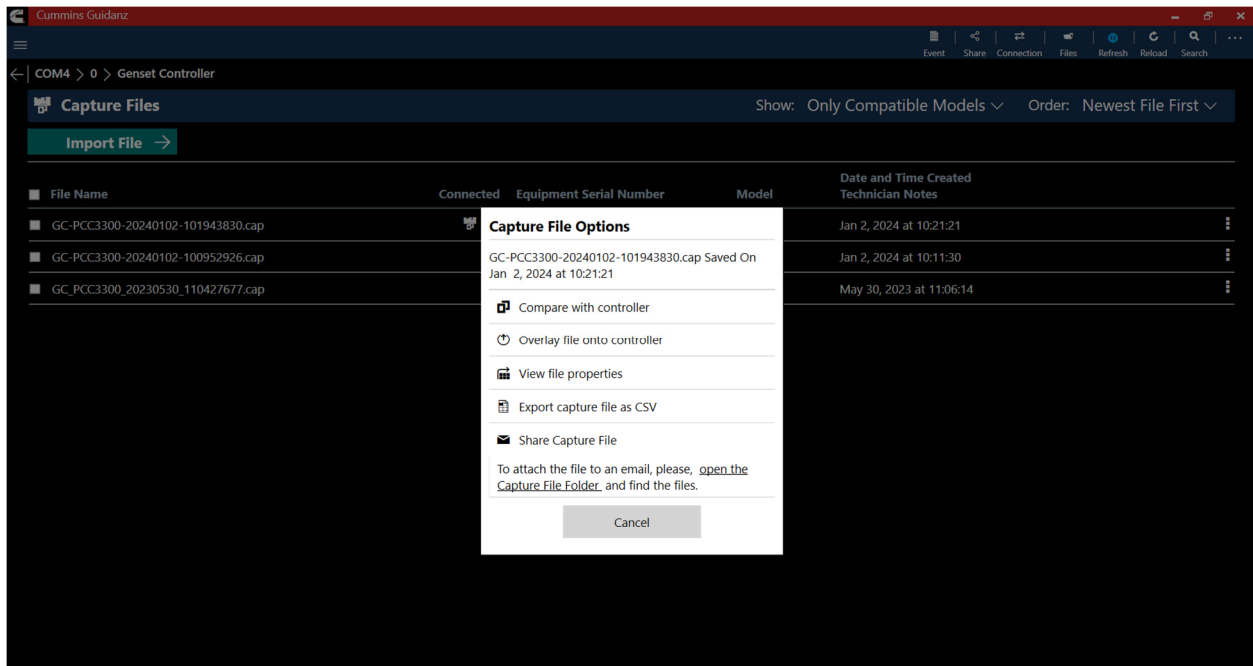 Cummins Guidanz
Event Share Connection Files Refresh Reload Search
COM4 > 0 > Genset Controller
Capture Files Show: Only Compatible Models Order: Newest File First
Import File →
File Name Connected Equipment Serial Number Model Date and Time Created
Technician Notes
GC-PCC3300-20240102-101943830.cap Jan 2, 2024 at 10:21:21
GC-PCC3300-20240102-100952926.cap Jan 2, 2024 at 10:11:30
GC_PCC3300_20230530_110427677.cap May 30, 2023 at 11:06:14
Capture File Options
GC-PCC3300-20240102-101943830.cap Saved On
Jan 2, 2024 at 10:21:21
Compare with controller
Overlay file onto controller
View file properties
Export capture file as CSV
Share Capture File
To attach the file to an email, please, open the
Capture File Folder and find the files.
Cancel